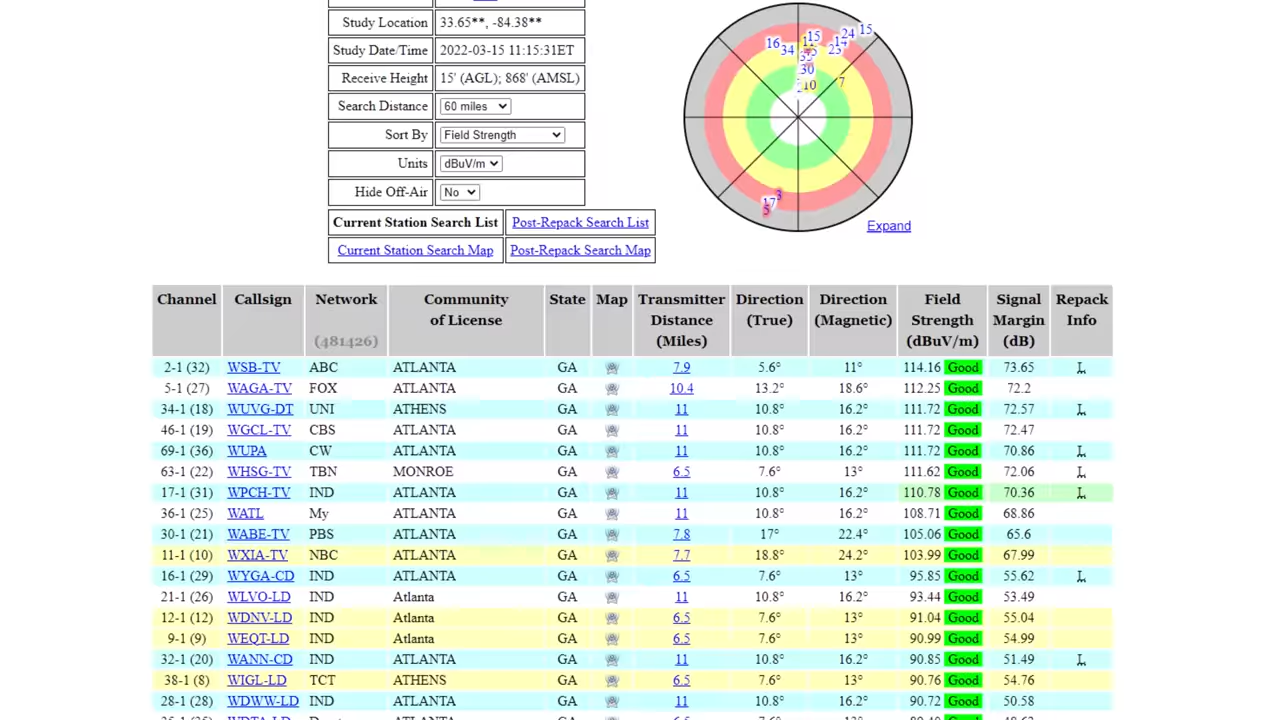 Study Location 33.65**, -84.38**
Study Date/Time 2022-03-15 11:15:31ET
Receive Height 15' (AGL); 868' (AMSL)
Search Distance 60 miles
Sort By Field Strength
Units dBuV/m
Hide Off-Air No
Current Station Search List Post-Repack Search List
Current Station Search Map Post-Repack Search Map
15
24
15
16
34
30
10
7
3
17
5
Expand
Channel Callsign Network Community State Map Transmitter Direction Direction Field Signal Repack
of License Distance (True) (Magnetic) Strength Margin Info
(481426) (Miles) (dBuV/m) (dB)
2-1 (32) WSB-TV ABC ATLANTA GA 7.9 5.6° 11° 114.16 Good 73.65 L
5-1 (27) WAGA-TV FOX ATLANTA GA 10.4 13.2° 18.6° 112.25 Good 72.2
34-1 (18) WUVG-DT UNI ATHENS GA 11 10.8° 16.2° 111.72 Good 72.57 L
46-1 (19) WGCL-TV CBS ATLANTA GA 11 10.8° 16.2° 111.72 Good 72.47
69-1 (36) WUPA CW ATLANTA GA 11 10.8° 16.2° 111.72 Good 70.86 L
63-1 (22) WHSG-TV TBN MONROE GA 6.5 7.6° 13° 111.62 Good 72.06 L
17-1 (31) WPCH-TV IND ATLANTA GA 11 10.8° 16.2° 110.78 Good 70.36 L
36-1 (25) WATL My ATLANTA GA 11 10.8° 16.2° 108.71 Good 68.86
30-1 (21) WABE-TV PBS ATLANTA GA 7.8 17° 22.4° 105.06 Good 65.6
11-1 (10) WXIA-TV NBC ATLANTA GA 7.7 18.8° 24.2° 103.99 Good 67.99
16-1 (29) WYGA-CD IND ATLANTA GA 6.5 7.6° 13° 95.85 Good 55.62 L
21-1 (26) WLVO-LD IND Atlanta GA 11 10.8° 16.2° 93.44 Good 53.49
12-1 (12) WDNV-LD IND Atlanta GA 6.5 7.6° 13° 91.04 Good 55.04
9-1 (9) WEQT-LD IND Atlanta GA 6.5 7.6° 13° 90.99 Good 54.99
32-1 (20) WANN-CD IND ATLANTA GA 11 10.8° 16.2° 90.85 Good 51.49 L
38-1 (8) WIGL-LD TCT ATHENS GA 6.5 7.6° 13° 90.76 Good 54.76
28-1 (28) WDWW-LD IND ATLANTA GA 11 10.8° 16.2° 90.72 Good 50.58